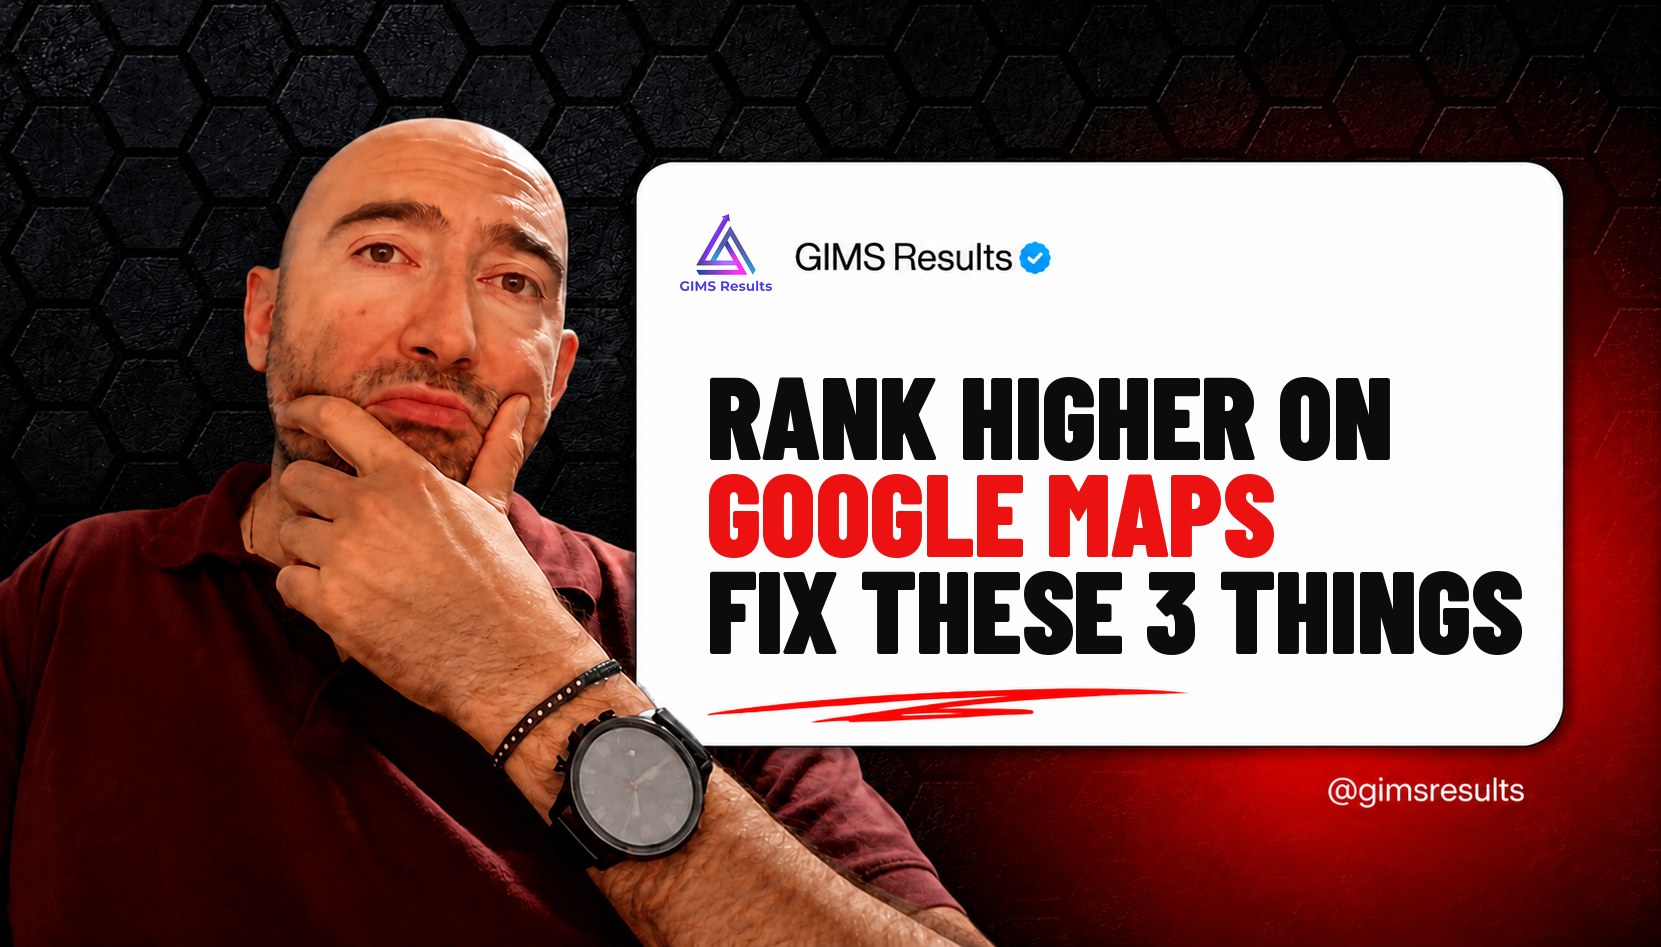 GIMS Results
GIMS Results
RANK HIGHER ON
GOOGLE MAPS
FIX THESE 3 THINGS
@gimsresults